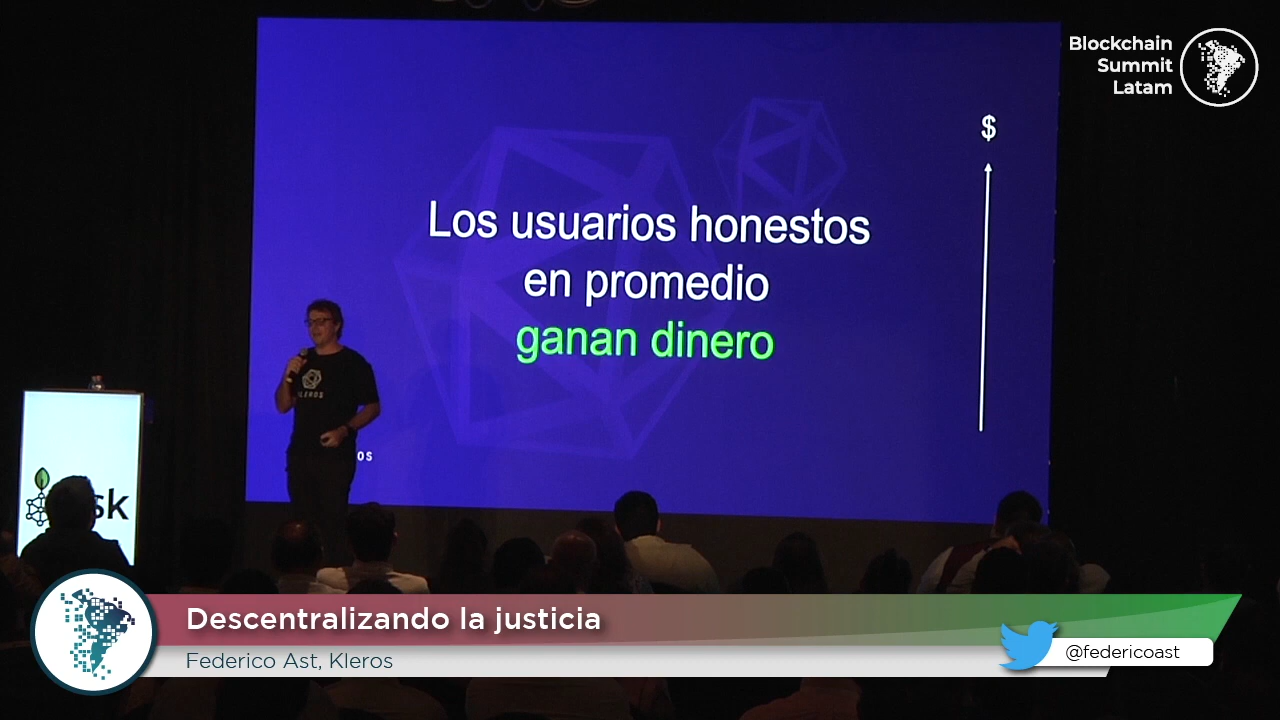 Blockchain
Summit
Latam
$
Los usuarios honestos
en promedio
ganan dinero
Descentralizando la justicia
Federico Ast, Kleros
@federicoast